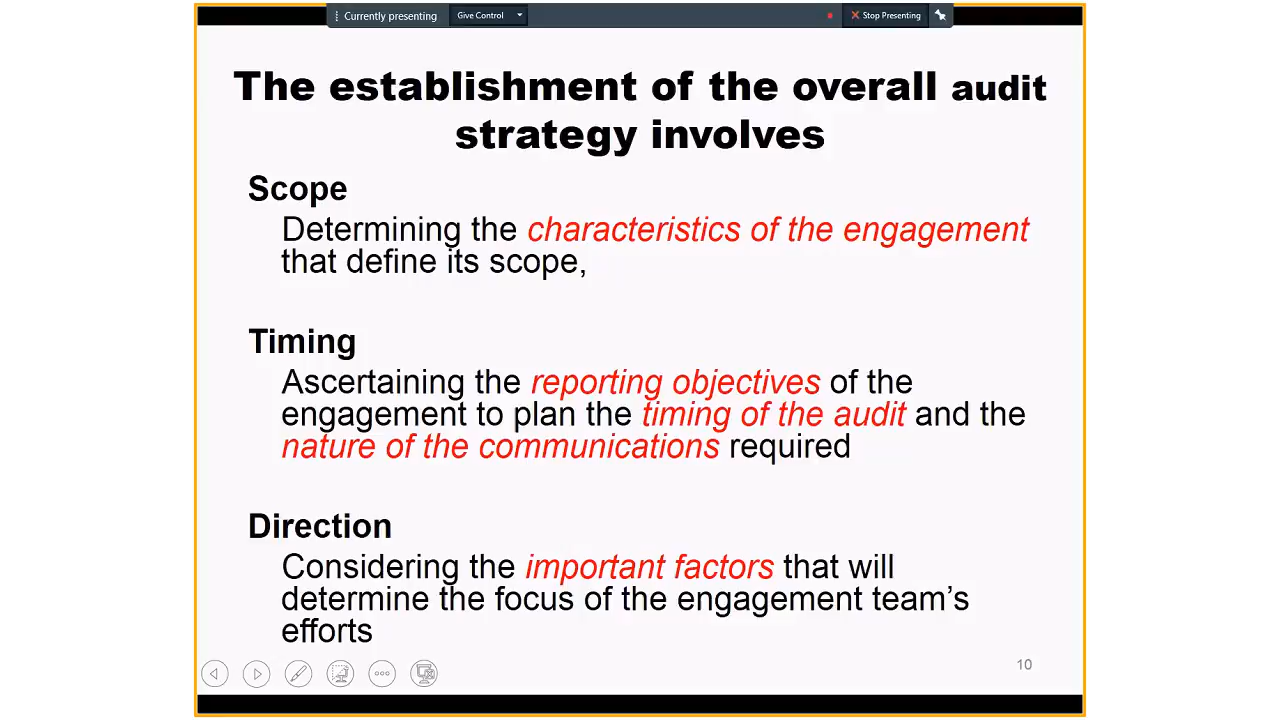 Currently presenting
Give Control
Stop Presenting
The establishment of the overall audit
strategy involves
Scope
Determining the characteristics of the engagement
that define its scope,
Timing
Ascertaining the reporting objectives of the
engagement to plan the timing of the audit and the
nature of the communications required
Direction
Considering the important factors that will
determine the focus of the engagement team’s
efforts
10